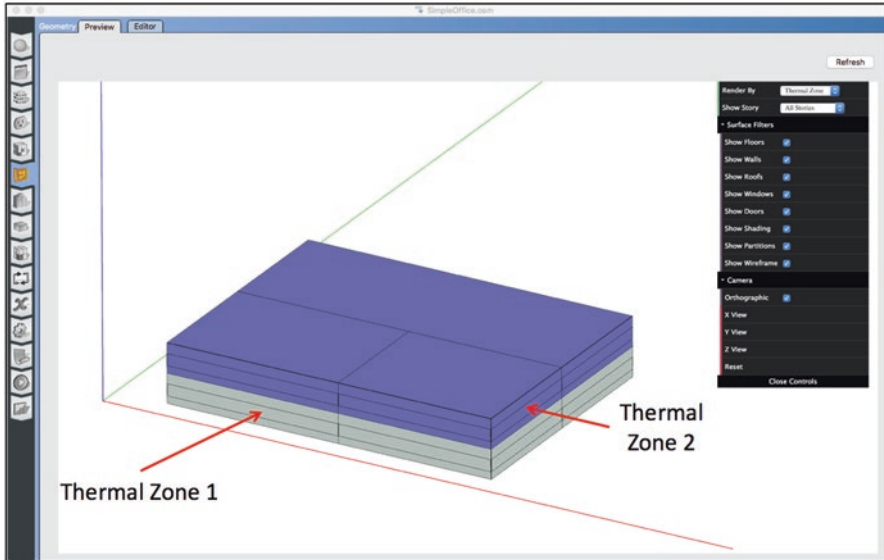 SimpleOffice.osm
Geometry Preview Editor
Refresh
Render By Thermal Zone
Show Story All Stories
Surface Filters
Show Floors
Show Walls
Show Roofs
Show Windows
Show Doors
Show Shading
Show Partitions
Show Wireframe
Camera
Orthographic
X View
Y View
Z View
Reset
Close Controls
Thermal
Zone 2
Thermal Zone 1